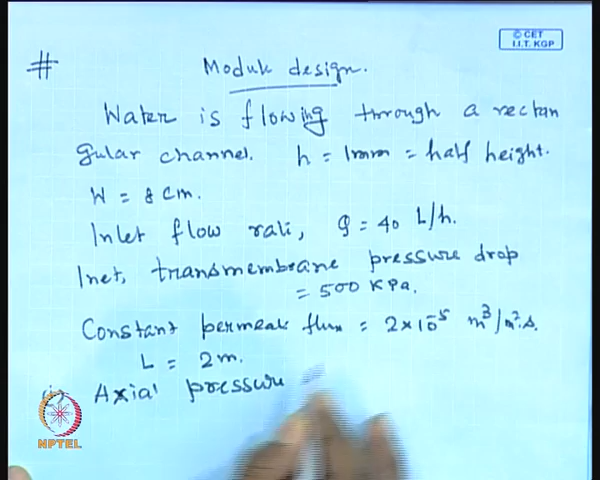 © CET
I.I.T. KGP
# Module design.
Water is flowing through a rectan
gular channel. h = 1mm = half height.
W = 8 cm.
Inlet flow rate, Q = 40 L/h.
Inet, transmembrane pressure drop
= 500 KPa.
Constant permeate flux = 2×10⁻⁵ m³/m².s.
L = 2m.
(i) Axial pressure
NPTEL